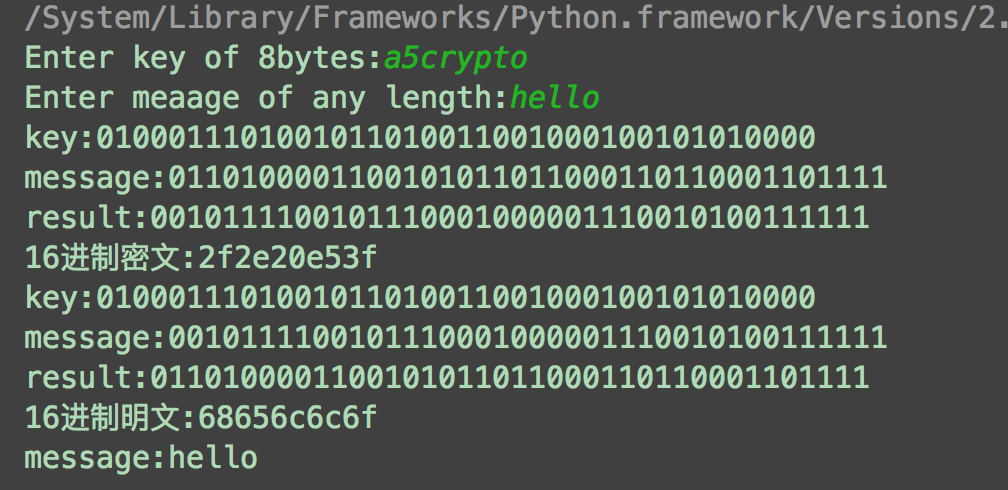 /System/Library/Frameworks/Python.framework/Versions/2.
Enter key of 8bytes:a5crypto
Enter meaage of any length:hello
key:0100011101001011010011001000100101010000
message:0110100001100101011011000110110001101111
result:0010111100101110001000001110010100111111
16进制密文:2f2e20e53f
key:0100011101001011010011001000100101010000
message:0010111100101110001000001110010100111111
result:0110100001100101011011000110110001101111
16进制明文:68656c6c6f
message:hello